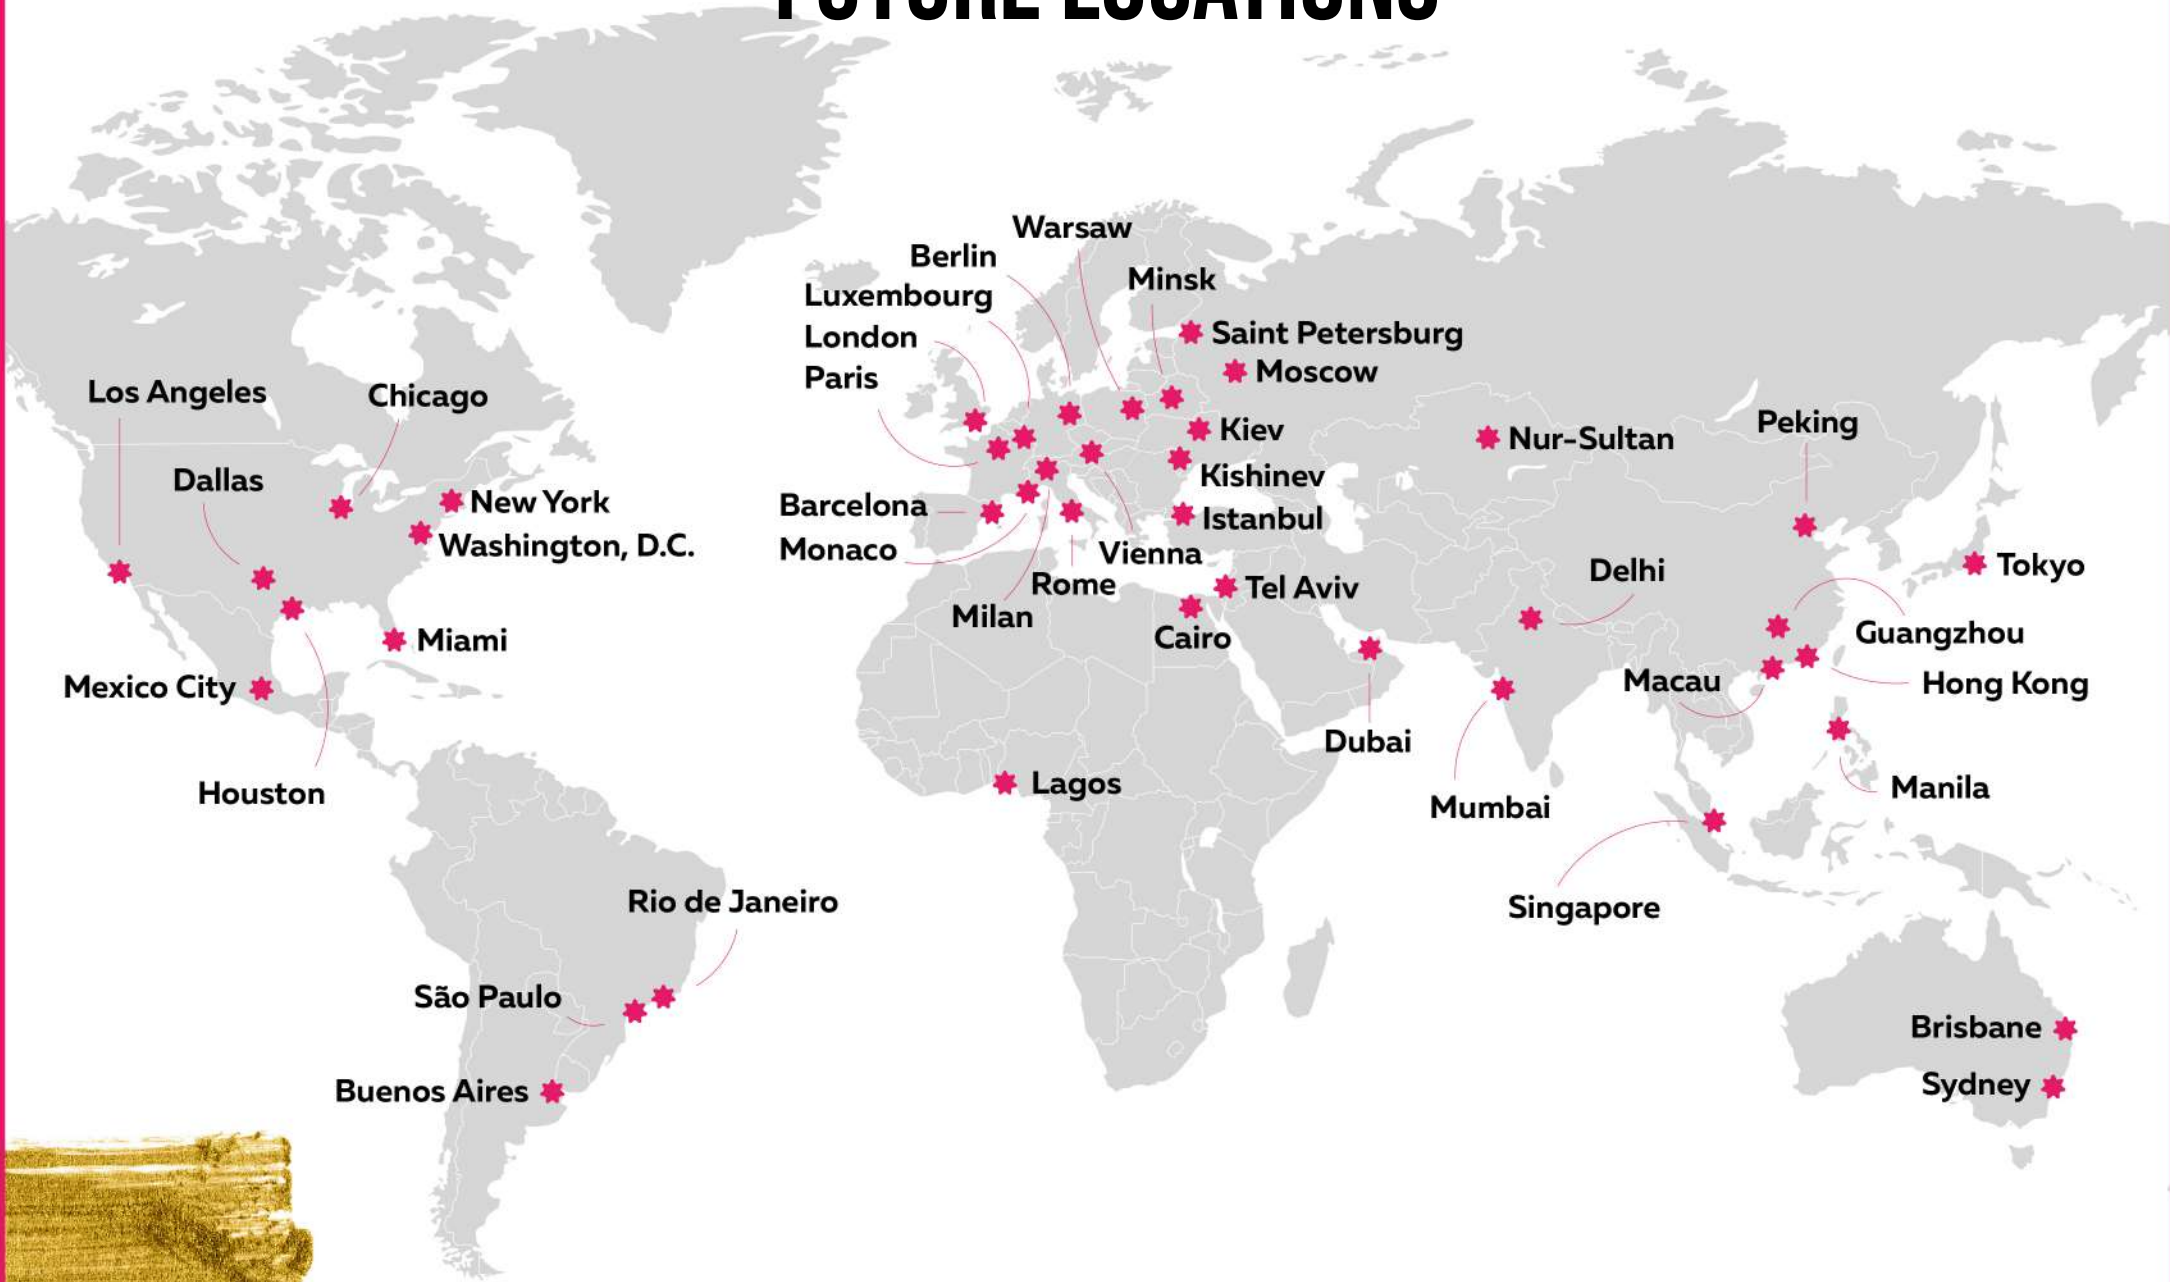 FUTURE LOCATIONS
Warsaw
Berlin
Minsk
Luxembourg
London
Saint Petersburg
Paris
Moscow
Los Angeles
Chicago
Peking
Kiev
Nur-Sultan
Dallas
Kishinev
New York
Barcelona
Istanbul
Washington, D.C.
Monaco
Vienna
Tokyo
Delhi
Rome
Tel Aviv
Milan
Cairo
Guangzhou
Miami
Macau
Hong Kong
Mexico City
Dubai
Lagos
Manila
Houston
Mumbai
Rio de Janeiro
Singapore
São Paulo
Brisbane
Sydney
Buenos Aires